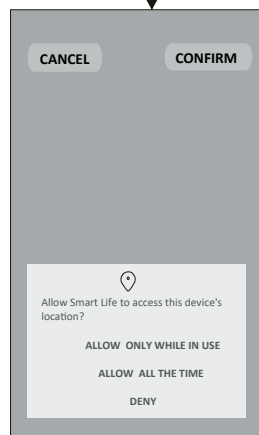 CANCEL
CONFIRM
Allow Smart Life to access this device's
location?
ALLOW ONLY WHILE IN USE
ALLOW ALL THE TIME
DENY